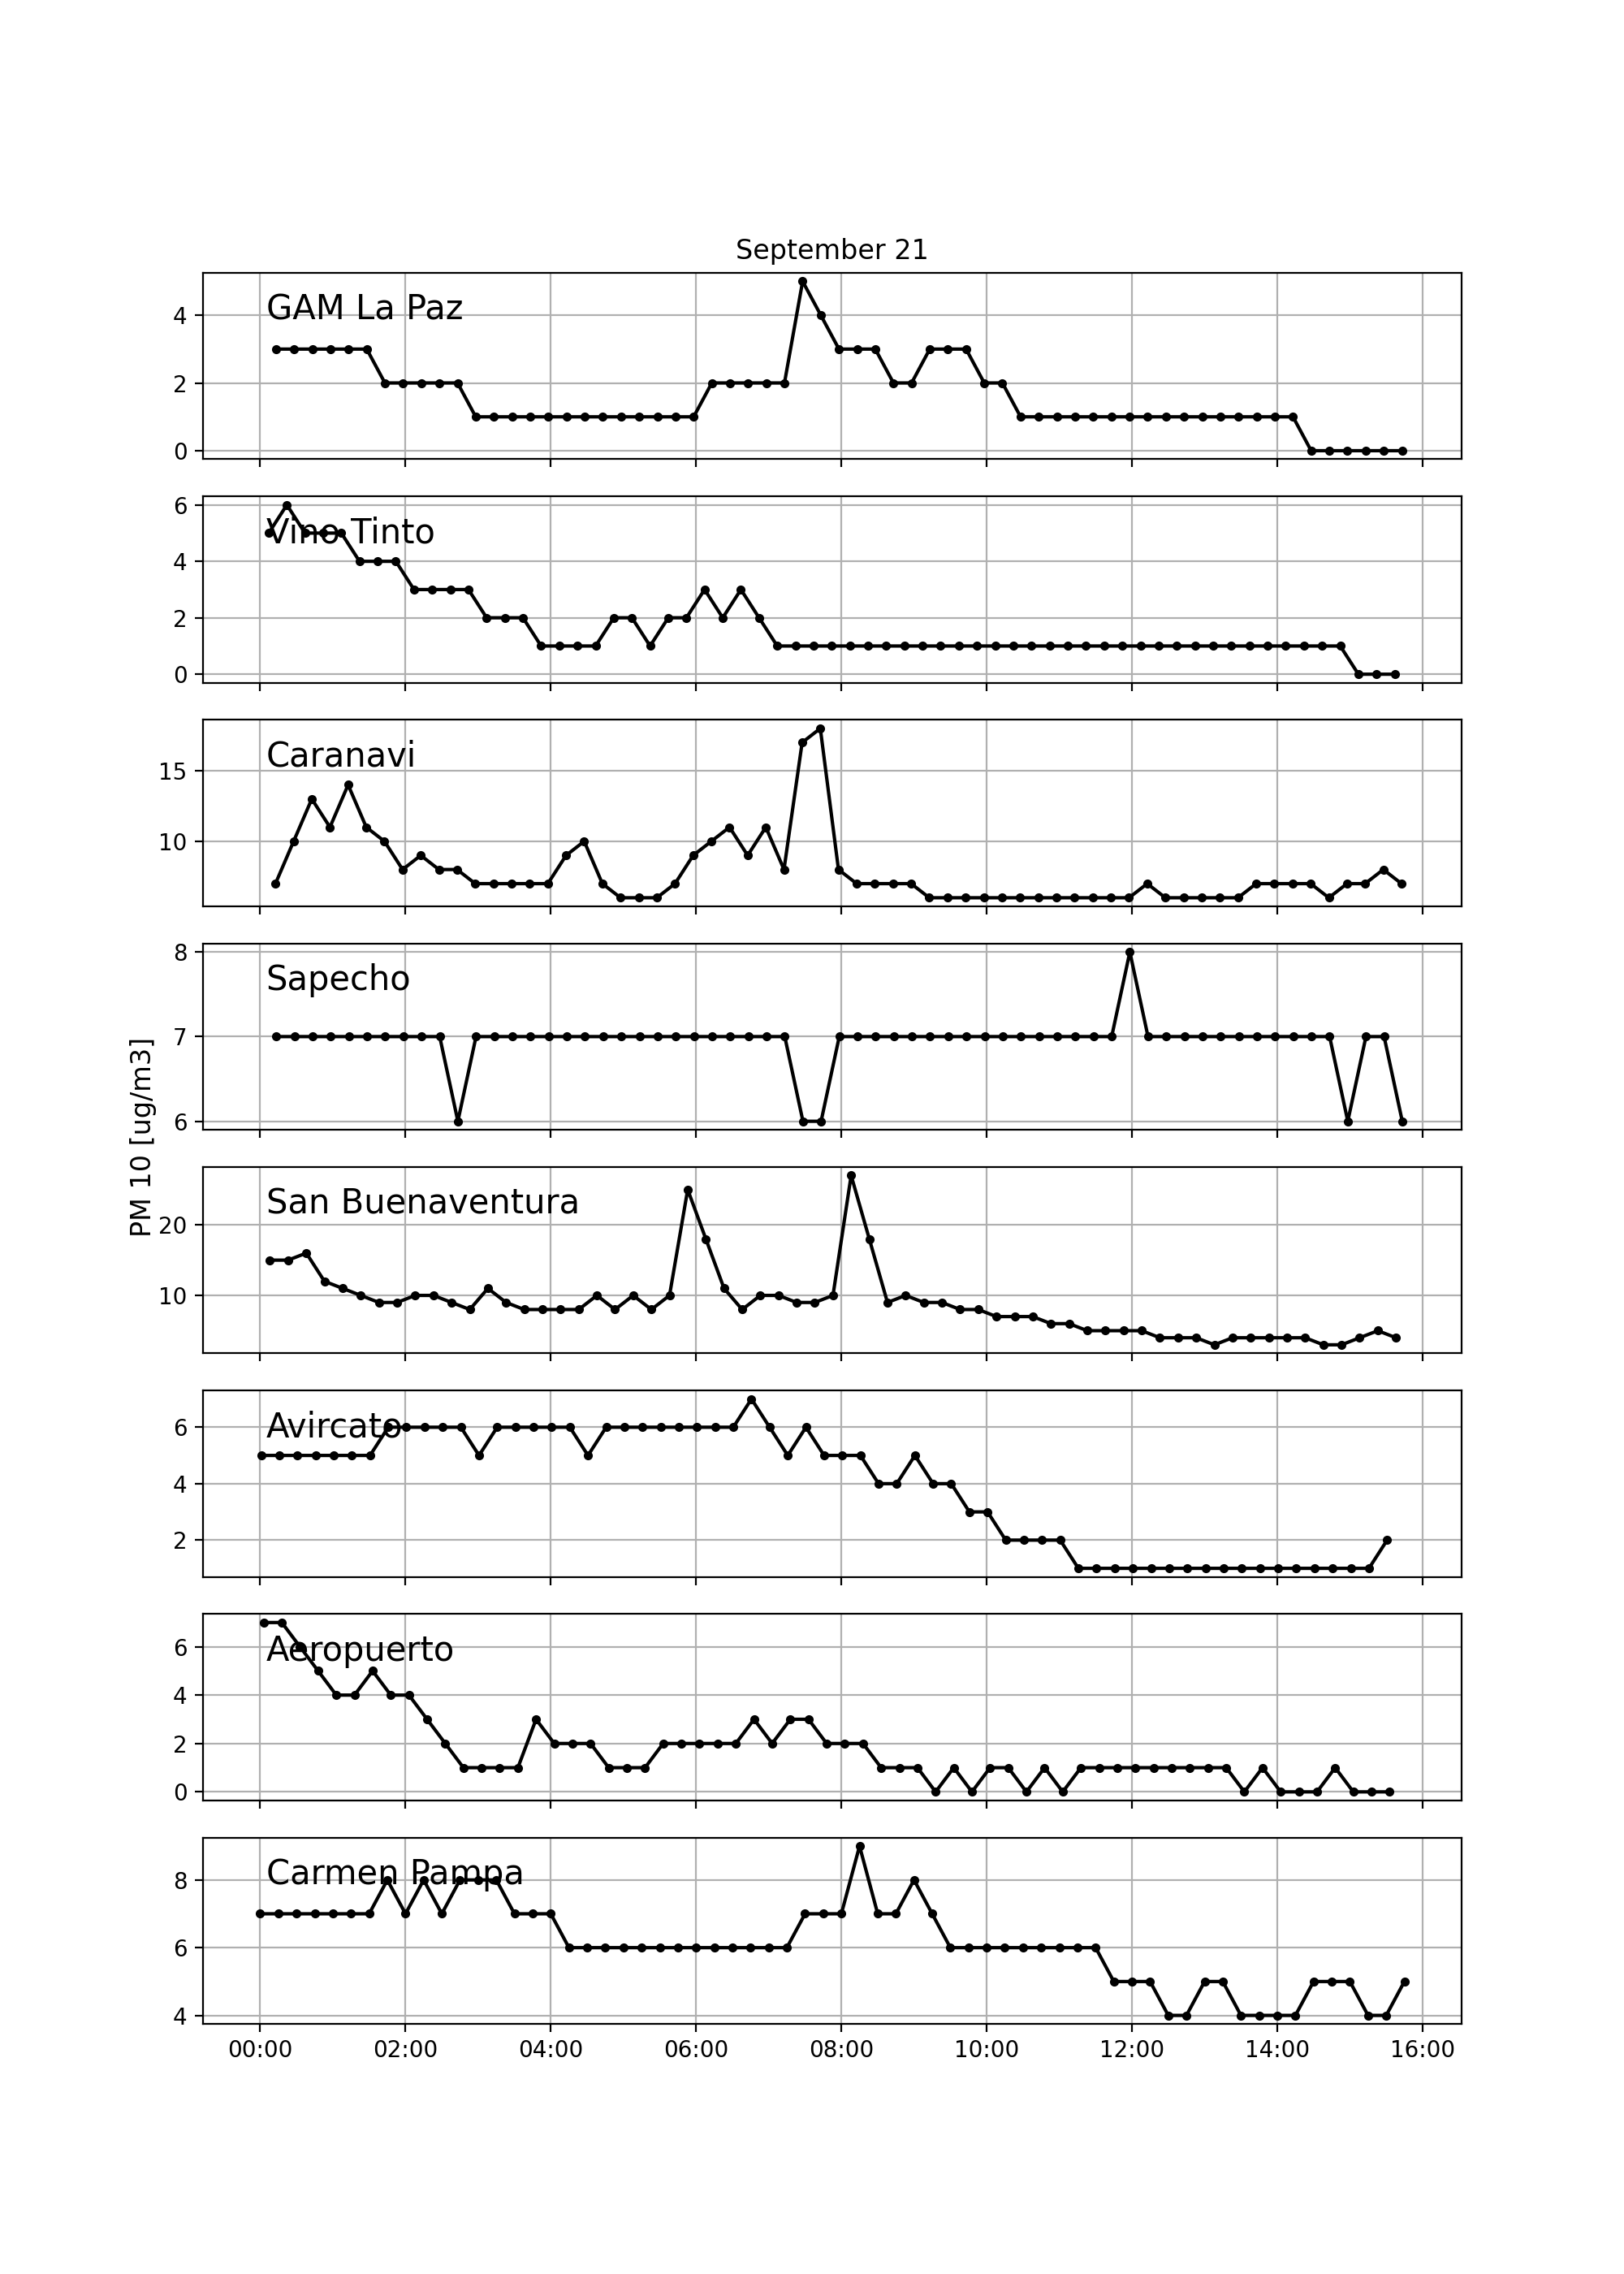 September 21
GAM La Paz
4
2
0
Vino Tinto
6
4
2
0
Caranavi
15
10
Sapecho
8
7
6
PM 10 [ug/m3]
San Buenaventura
20
10
Avircato
6
4
2
Aeropuerto
6
4
2
0
Carmen Pampa
8
6
4
00:00 02:00 04:00 06:00 08:00 10:00 12:00 14:00 16:00